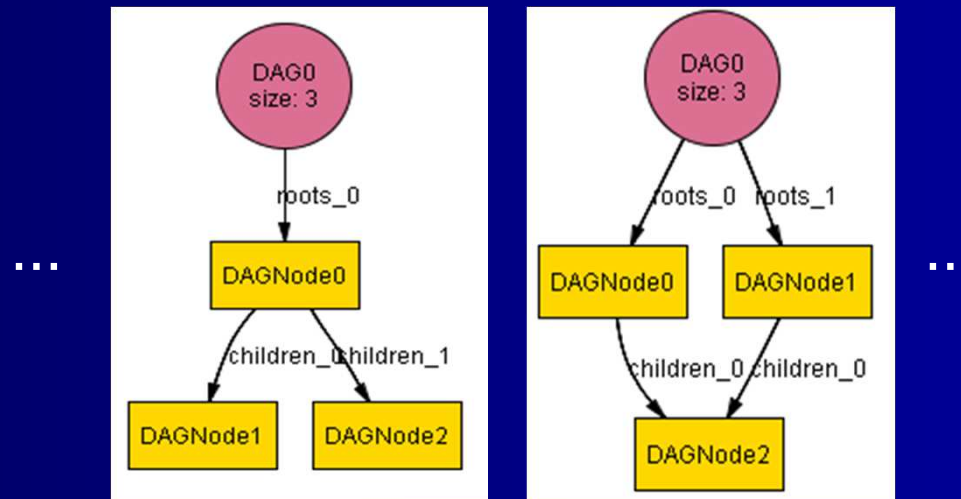 ...
DAG0
size: 3
roots_0
DAGNode0
children_0
children_1
DAGNode1
DAGNode2
DAG0
size: 3
roots_0
roots_1
DAGNode0
DAGNode1
children_0
children_0
DAGNode2
..